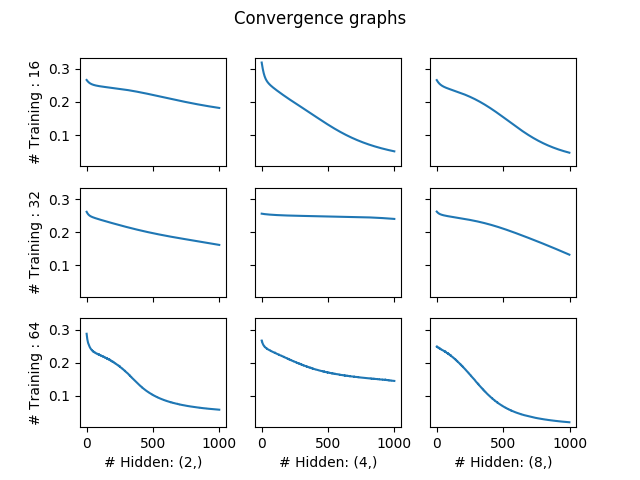 Convergence graphs
# Training : 16
0.3
0.2
0.1
# Training : 32
0.3
0.2
0.1
# Training : 64
0.3
0.2
0.1
0 500 1000
0 500 1000
0 500 1000
# Hidden: (2,)
# Hidden: (4,)
# Hidden: (8,)